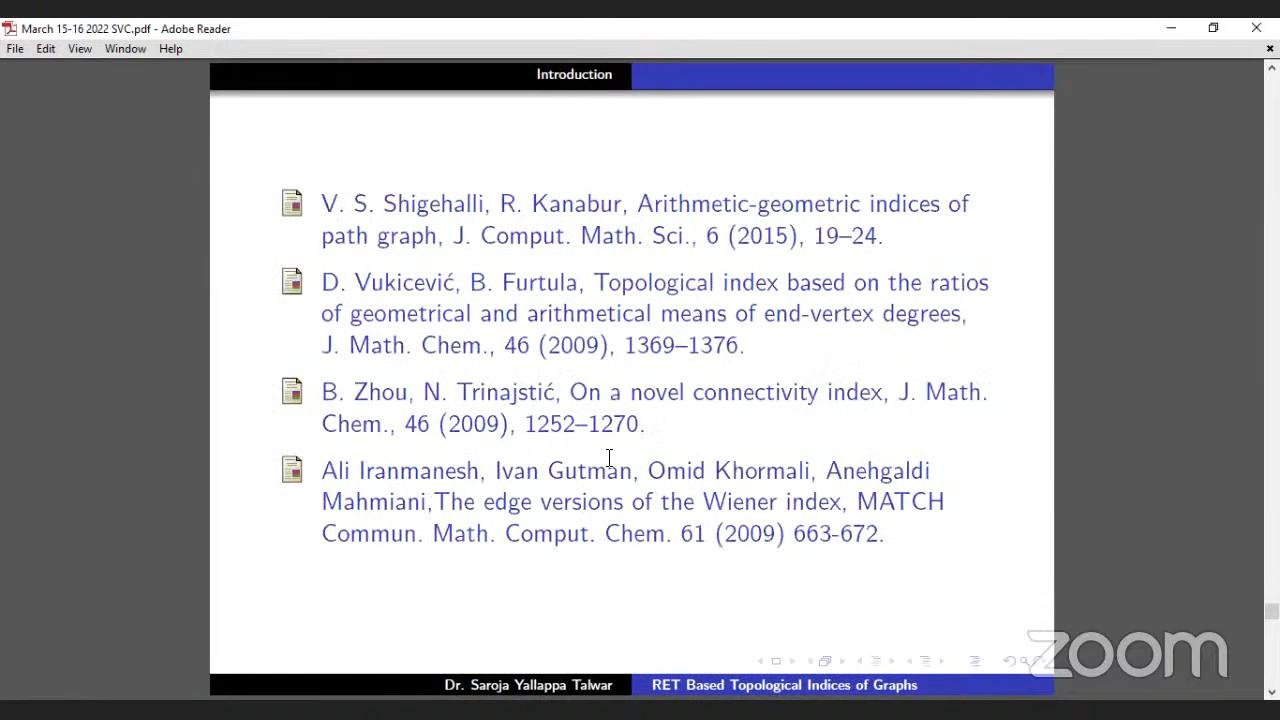 March 15-16 2022 SVC.pdf - Adobe Reader
File Edit View Window Help
Introduction
V. S. Shigehalli, R. Kanabur, Arithmetic-geometric indices of
path graph, J. Comput. Math. Sci., 6 (2015), 19–24.
D. Vukicević, B. Furtula, Topological index based on the ratios
of geometrical and arithmetical means of end-vertex degrees,
J. Math. Chem., 46 (2009), 1369–1376.
B. Zhou, N. Trinajstić, On a novel connectivity index, J. Math.
Chem., 46 (2009), 1252–1270.
Ali Iranmanesh, Ivan Gutman, Omid Khormali, Anehgaldi
Mahmiani,The edge versions of the Wiener index, MATCH
Commun. Math. Comput. Chem. 61 (2009) 663-672.
zoom
Dr. Saroja Yallappa Talwar RET Based Topological Indices of Graphs